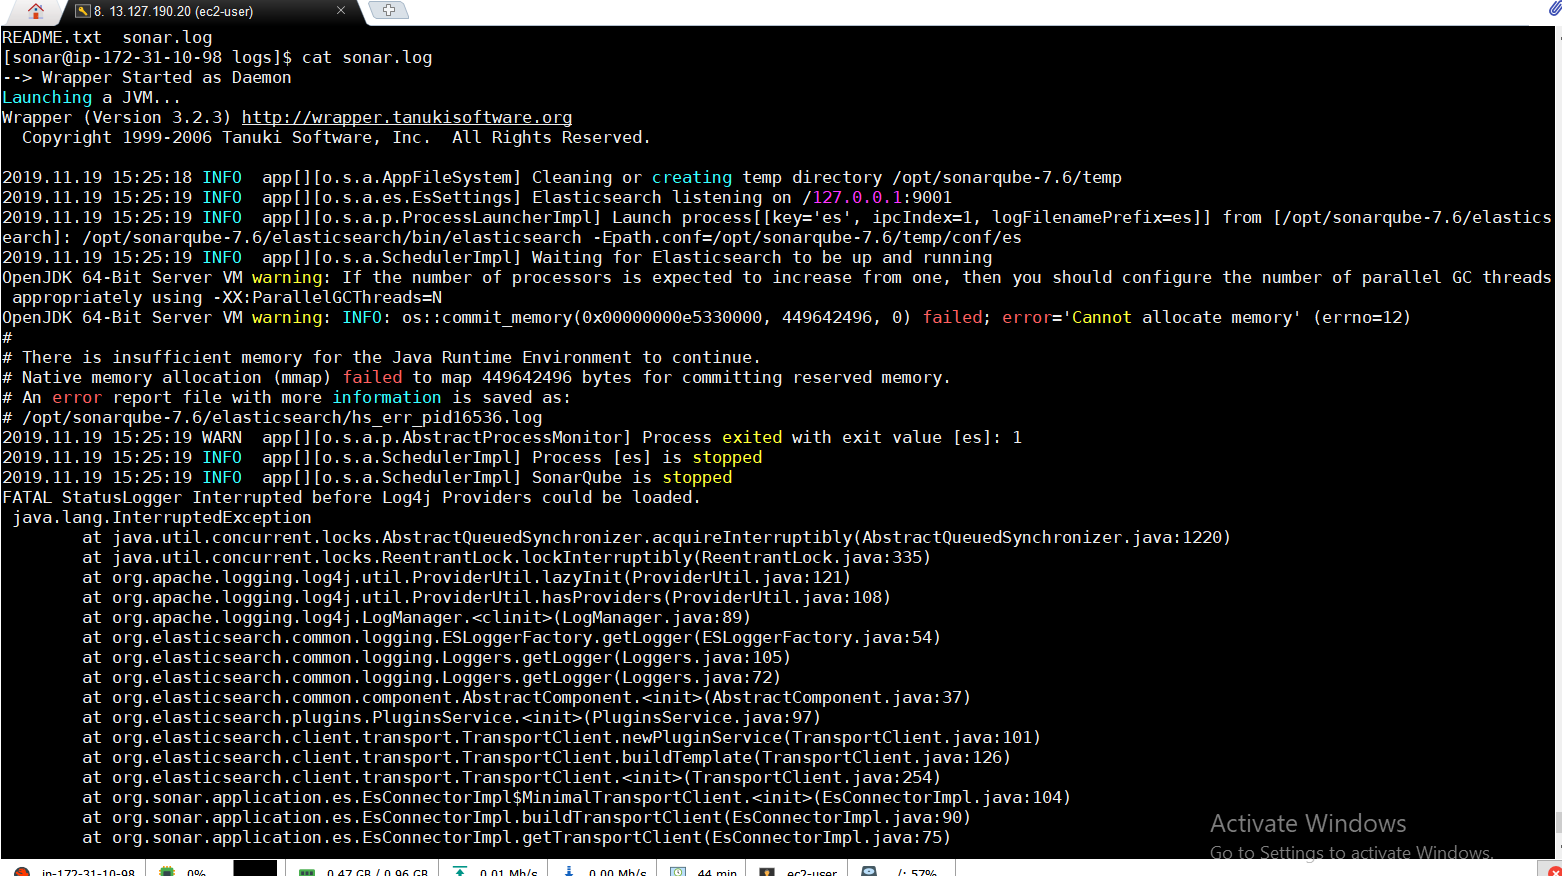 8. 13.127.190.20 (ec2-user)
README.txt  sonar.log
[sonar@ip-172-31-10-98 logs]$ cat sonar.log
--> Wrapper Started as Daemon
Launching a JVM...
Wrapper (Version 3.2.3) http://wrapper.tanukisoftware.org
  Copyright 1999-2006 Tanuki Software, Inc.  All Rights Reserved.
2019.11.19 15:25:18 INFO  app[][o.s.a.AppFileSystem] Cleaning or creating temp directory /opt/sonarqube-7.6/temp
2019.11.19 15:25:19 INFO  app[][o.s.a.es.EsSettings] Elasticsearch listening on /127.0.0.1:9001
2019.11.19 15:25:19 INFO  app[][o.s.a.p.ProcessLauncherImpl] Launch process[[key='es', ipcIndex=1, logFilenamePrefix=es]] from [/opt/sonarqube-7.6/elastics
earch]: /opt/sonarqube-7.6/elasticsearch/bin/elasticsearch -Epath.conf=/opt/sonarqube-7.6/temp/conf/es
2019.11.19 15:25:19 INFO  app[][o.s.a.SchedulerImpl] Waiting for Elasticsearch to be up and running
OpenJDK 64-Bit Server VM warning: If the number of processors is expected to increase from one, then you should configure the number of parallel GC threads
 appropriately using -XX:ParallelGCThreads=N
OpenJDK 64-Bit Server VM warning: INFO: os::commit_memory(0x00000000e5330000, 449642496, 0) failed; error='Cannot allocate memory' (errno=12)
#
# There is insufficient memory for the Java Runtime Environment to continue.
# Native memory allocation (mmap) failed to map 449642496 bytes for committing reserved memory.
# An error report file with more information is saved as:
# /opt/sonarqube-7.6/elasticsearch/hs_err_pid16536.log
2019.11.19 15:25:19 WARN  app[][o.s.a.p.AbstractProcessMonitor] Process exited with exit value [es]: 1
2019.11.19 15:25:19 INFO  app[][o.s.a.SchedulerImpl] Process [es] is stopped
2019.11.19 15:25:19 INFO  app[][o.s.a.SchedulerImpl] SonarQube is stopped
FATAL StatusLogger Interrupted before Log4j Providers could be loaded.
 java.lang.InterruptedException
        at java.util.concurrent.locks.AbstractQueuedSynchronizer.acquireInterruptibly(AbstractQueuedSynchronizer.java:1220)
        at java.util.concurrent.locks.ReentrantLock.lockInterruptibly(ReentrantLock.java:335)
        at org.apache.logging.log4j.util.ProviderUtil.lazyInit(ProviderUtil.java:121)
        at org.apache.logging.log4j.util.ProviderUtil.hasProviders(ProviderUtil.java:108)
        at org.apache.logging.log4j.LogManager.<clinit>(LogManager.java:89)
        at org.elasticsearch.common.logging.ESLoggerFactory.getLogger(ESLoggerFactory.java:54)
        at org.elasticsearch.common.logging.Loggers.getLogger(Loggers.java:105)
        at org.elasticsearch.common.logging.Loggers.getLogger(Loggers.java:72)
        at org.elasticsearch.common.component.AbstractComponent.<init>(AbstractComponent.java:37)
        at org.elasticsearch.plugins.PluginsService.<init>(PluginsService.java:97)
        at org.elasticsearch.client.transport.TransportClient.newPluginService(TransportClient.java:101)
        at org.elasticsearch.client.transport.TransportClient.buildTemplate(TransportClient.java:126)
        at org.elasticsearch.client.transport.TransportClient.<init>(TransportClient.java:254)
        at org.sonar.application.es.EsConnectorImpl$MinimalTransportClient.<init>(EsConnectorImpl.java:104)
        at org.sonar.application.es.EsConnectorImpl.buildTransportClient(EsConnectorImpl.java:90)
        at org.sonar.application.es.EsConnectorImpl.getTransportClient(EsConnectorImpl.java:75)
Activate Windows
Go to Settings to activate Windows.
ip-172-31-10-98 0% 0.47 GB / 0.96 GB 0.01 Mb/s 0.00 Mb/s 44 min ec2-user /: 57%